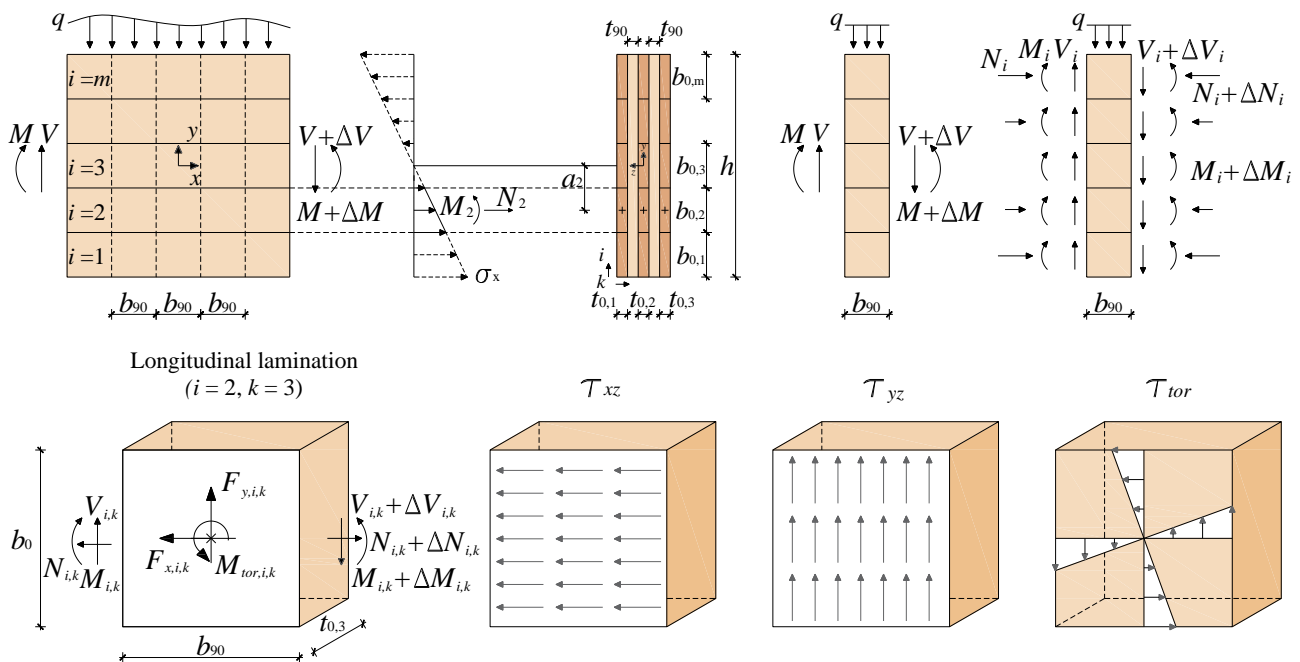 q
i=m
M V
y
x
i=3
i=2
i=1
V+ΔV
M+ΔM
b90 b90 b90
a2
M2
N2
σx
t90 t90
b0,m
b0,3
b0,2
b0,1
h
y
z
i
k
t0,1 t0,2 t0,3
q
M V
V+ΔV
M+ΔM
b90
q
Ni
Mi Vi
Vi+ΔVi
Ni+ΔNi
Mi+ΔMi
b90
Longitudinal lamination
(i = 2, k = 3)
b0
Vi,k
Ni,k Mi,k
Fy,i,k
Fx,i,k
Mtor,i,k
Vi,k+ΔVi,k
Ni,k+ΔNi,k
Mi,k+ΔMi,k
b90
t0,3
τxz
τyz
τtor